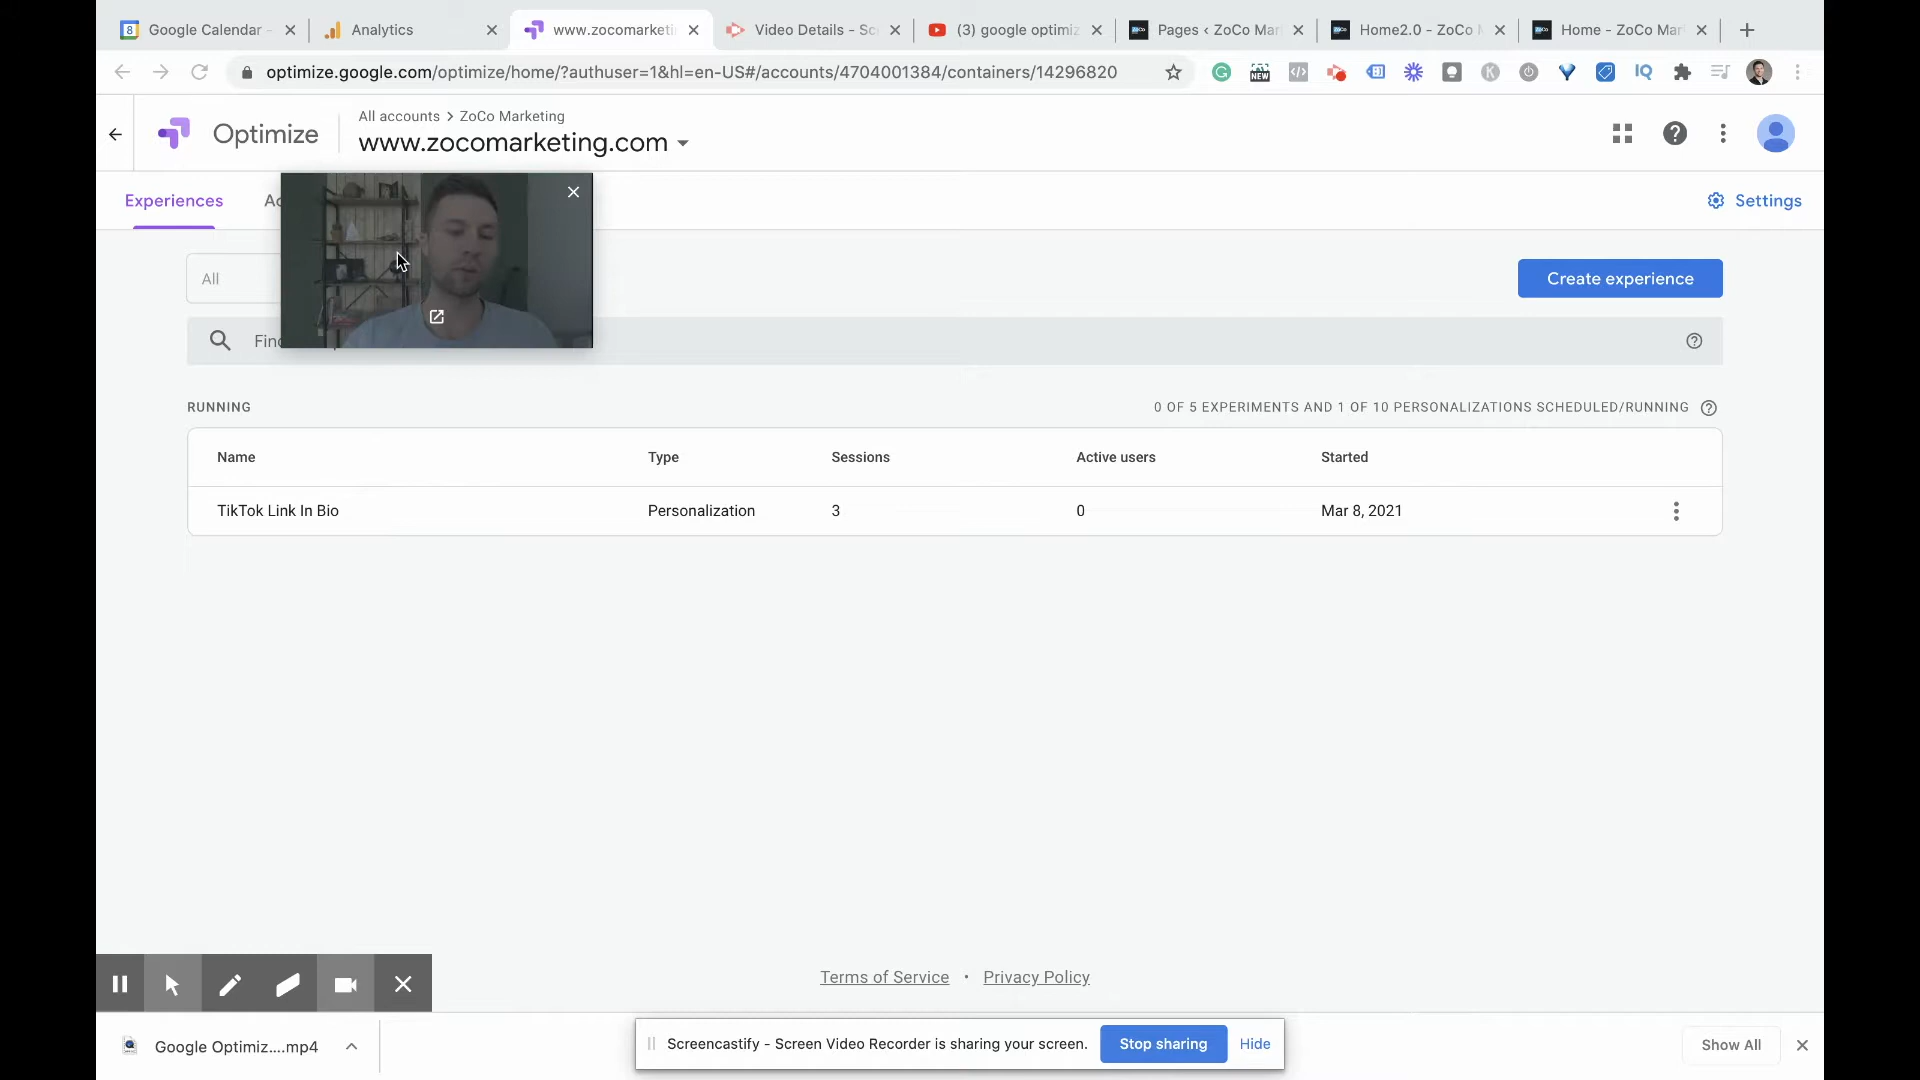 Google Calendar -
Analytics
www.zocomarketi
Video Details - Sc
(3) google optimiz
Pages ‹ ZoCo Mar
Home2.0 - ZoCo M
Home - ZoCo Mar
optimize.google.com/optimize/home/?authuser=1&hl=en-US#/accounts/4704001384/containers/14296820
NEW
IQ
Optimize
All accounts > ZoCo Marketing
www.zocomarketing.com
Experiences
Ac
Settings
All
Create experience
Fin
RUNNING
0 OF 5 EXPERIMENTS AND 1 OF 10 PERSONALIZATIONS SCHEDULED/RUNNING
Name Type Sessions Active users Started
TikTok Link In Bio Personalization 3 0 Mar 8, 2021
Terms of Service • Privacy Policy
Google Optimiz....mp4
Screencastify - Screen Video Recorder is sharing your screen.
Stop sharing
Hide
Show All